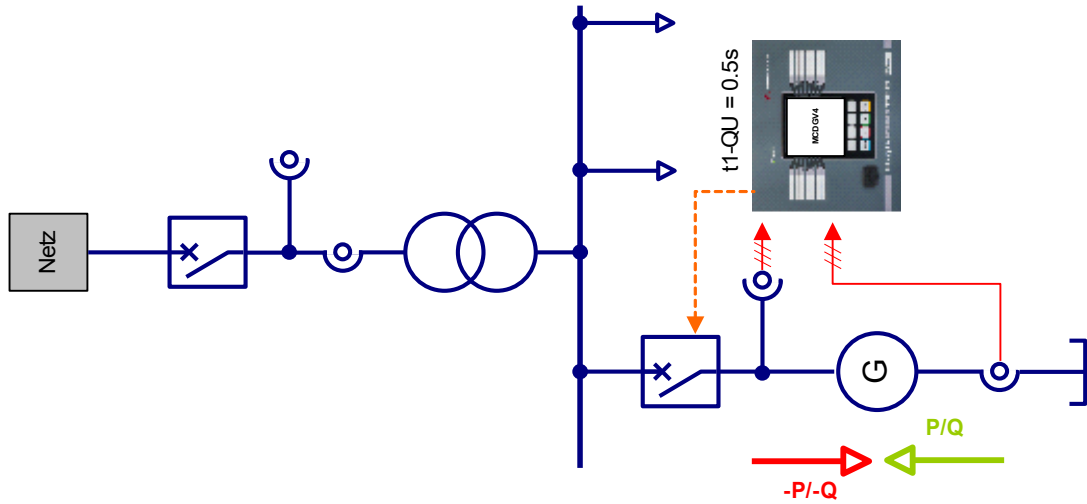 Netz
t1-QU = 0.5s
MCDGV4
G
P/Q
-P/-Q